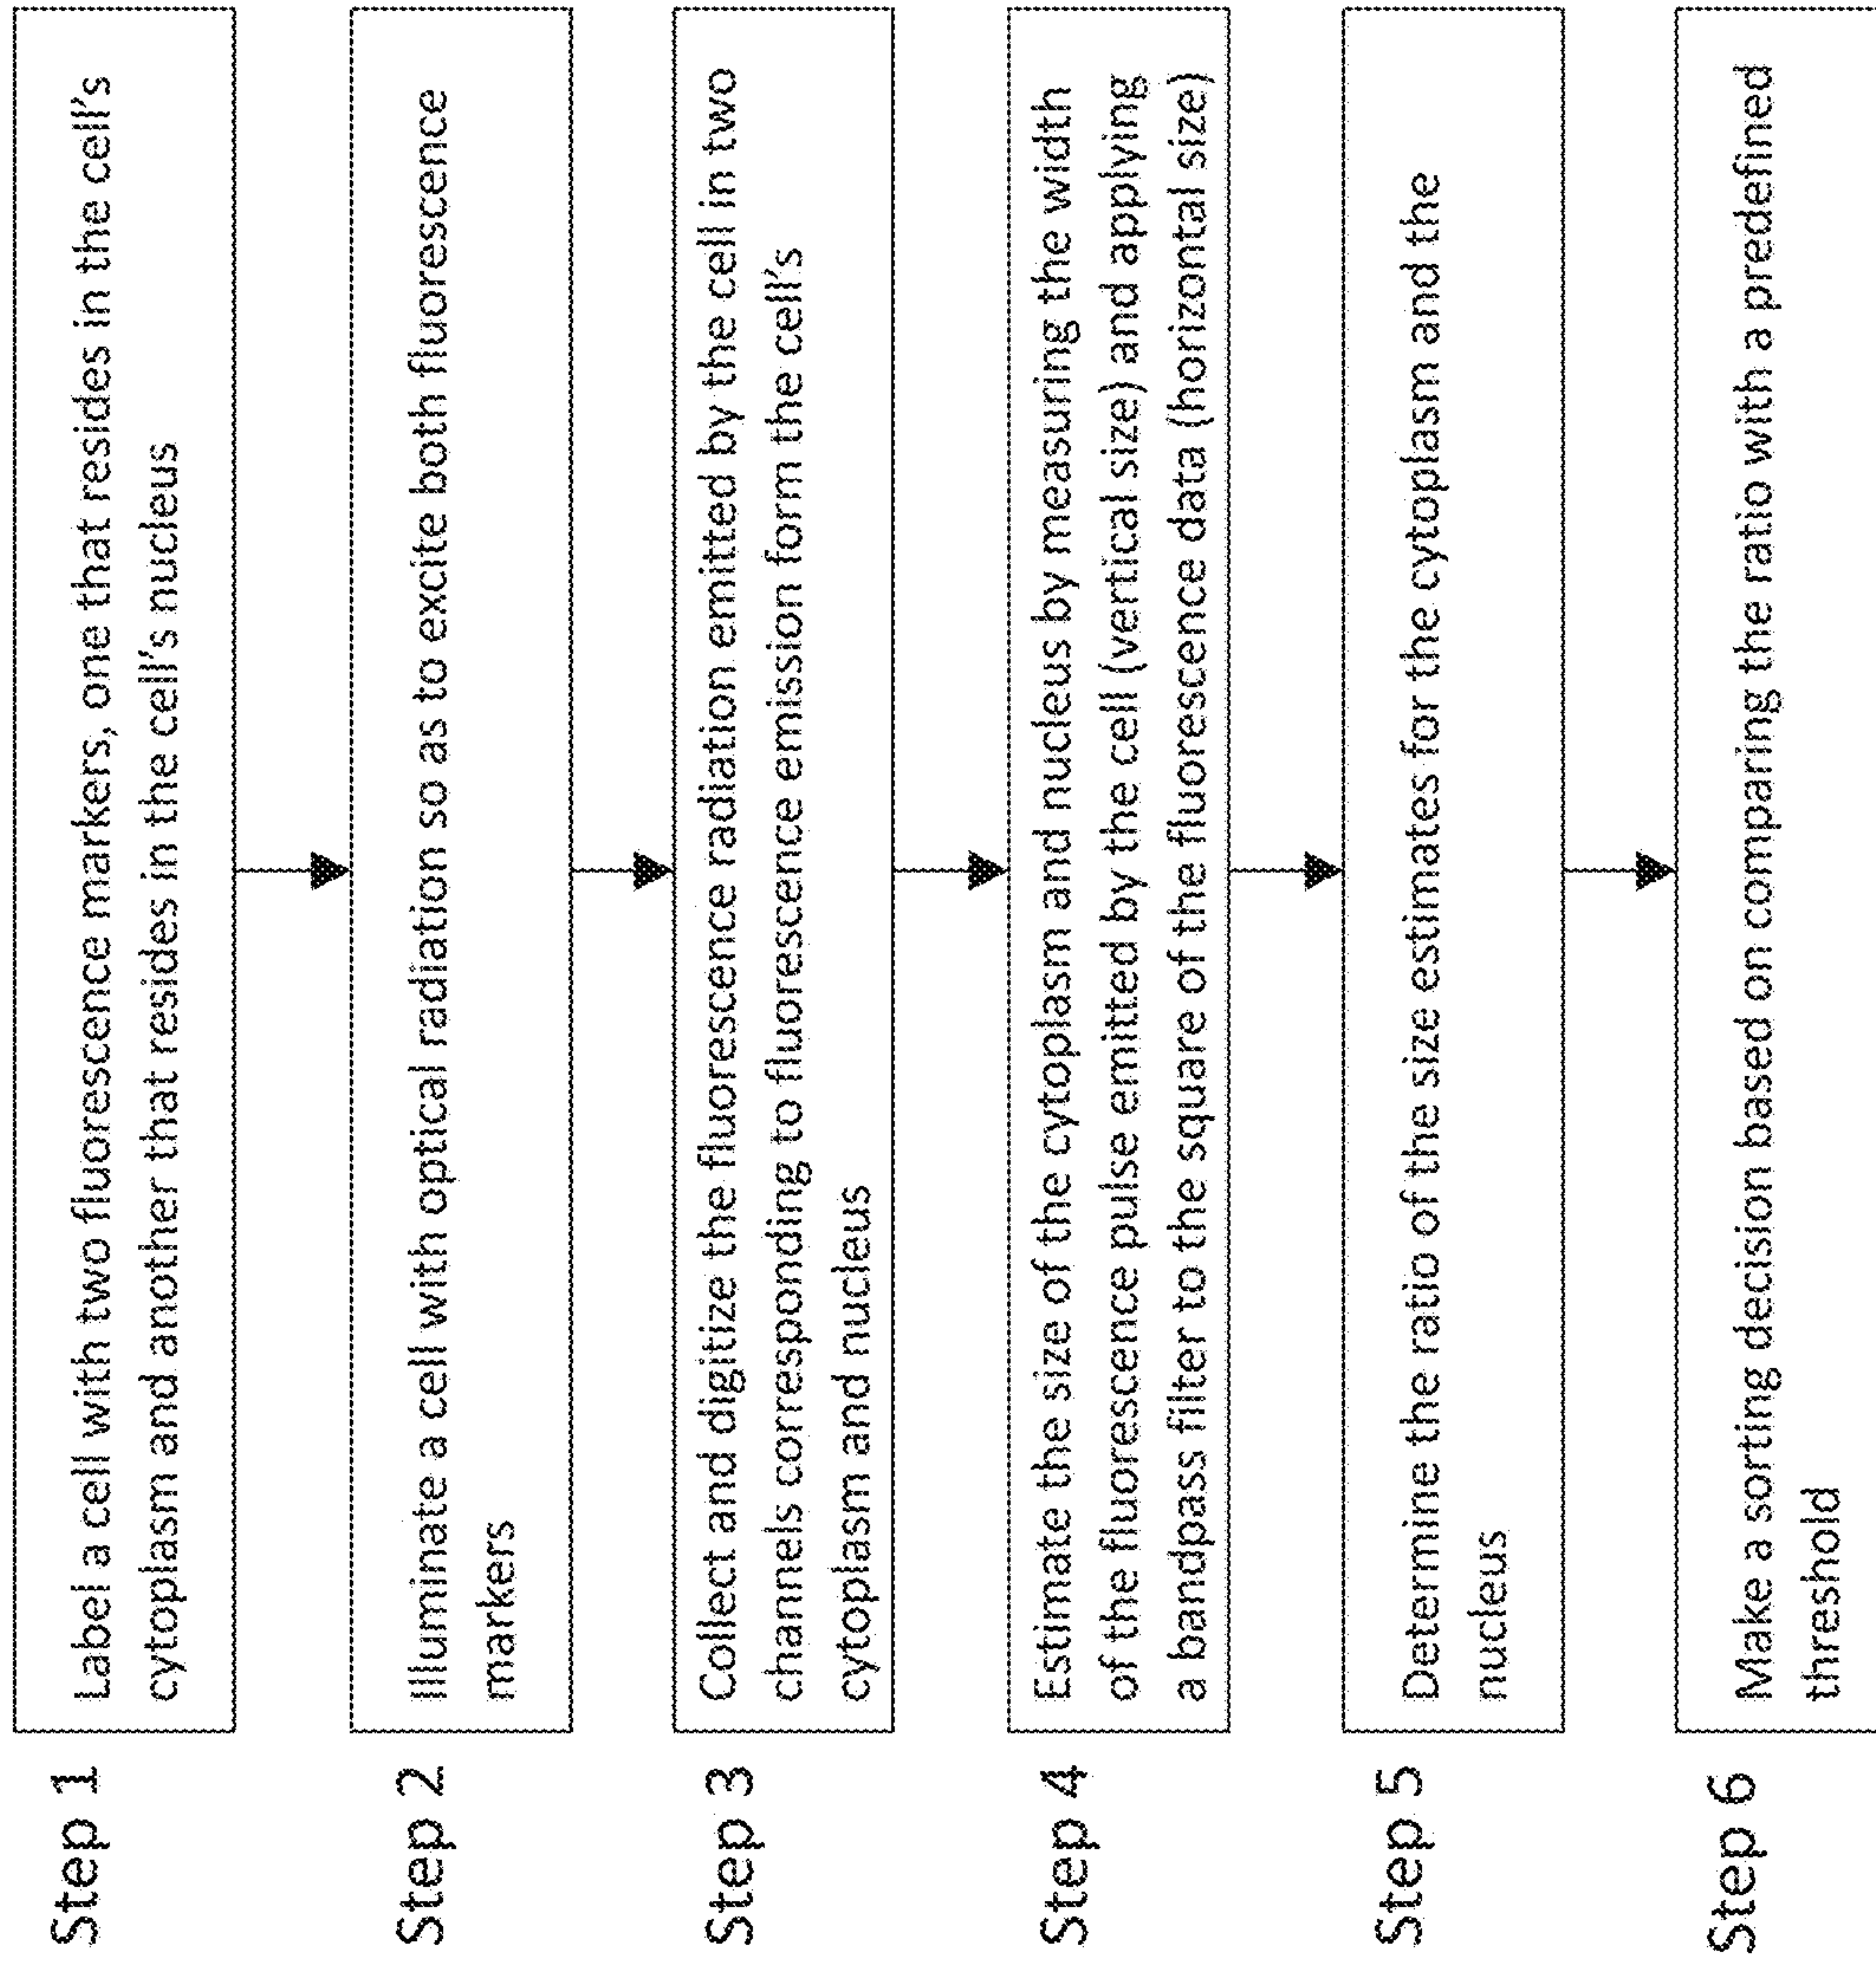 Step 1
Label a cell with two fluorescence markers, one that resides in the cell's
cytoplasm and another that resides in the cell's nucleus
Step 2
Illuminate a cell with optical radiation so as to excite both fluorescence
markers
Step 3
Collect and digitize the fluorescence radiation emitted by the cell in two
channels corresponding to fluorescence emission form the cell's
cytoplasm and nucleus
Step 4
Estimate the size of the cytoplasm and nucleus by measuring the width
of the fluorescence pulse emitted by the cell (vertical size) and applying
a bandpass filter to the square of the fluorescence data (horizontal size)
Step 5
Determine the ratio of the size estimates for the cytoplasm and the
nucleus
Step 6
Make a sorting decision based on comparing the ratio with a predefined
threshold